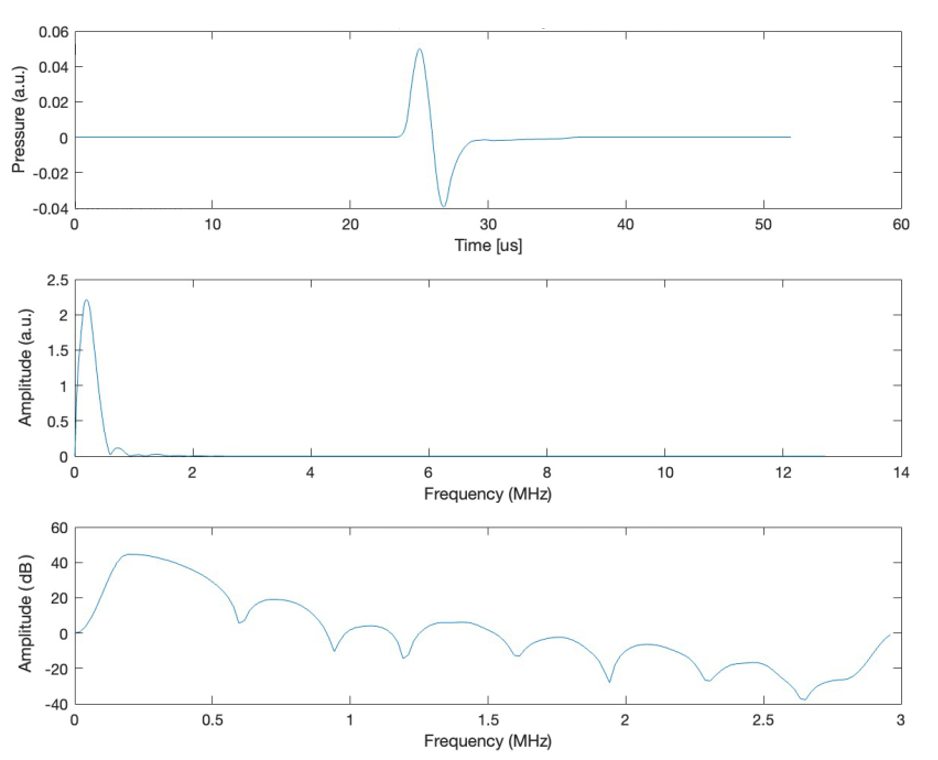 0.06
0.04
0.02
0
-0.02
-0.04
Pressure (a.u.)
0 10 20 30 40 50 60
Time [us]
2.5
2
1.5
1
0.5
0
Amplitude (a.u.)
0 2 4 6 8 10 12 14
Frequency (MHz)
60
40
20
0
-20
-40
Amplitude (dB)
0 0.5 1 1.5 2 2.5 3
Frequency (MHz)